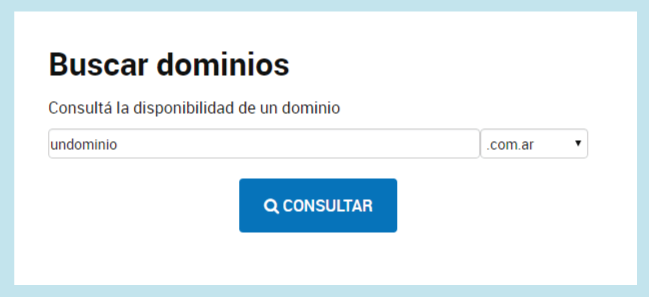 Buscar dominios
Consultá la disponibilidad de un dominio
undominio .com.ar
CONSULTAR